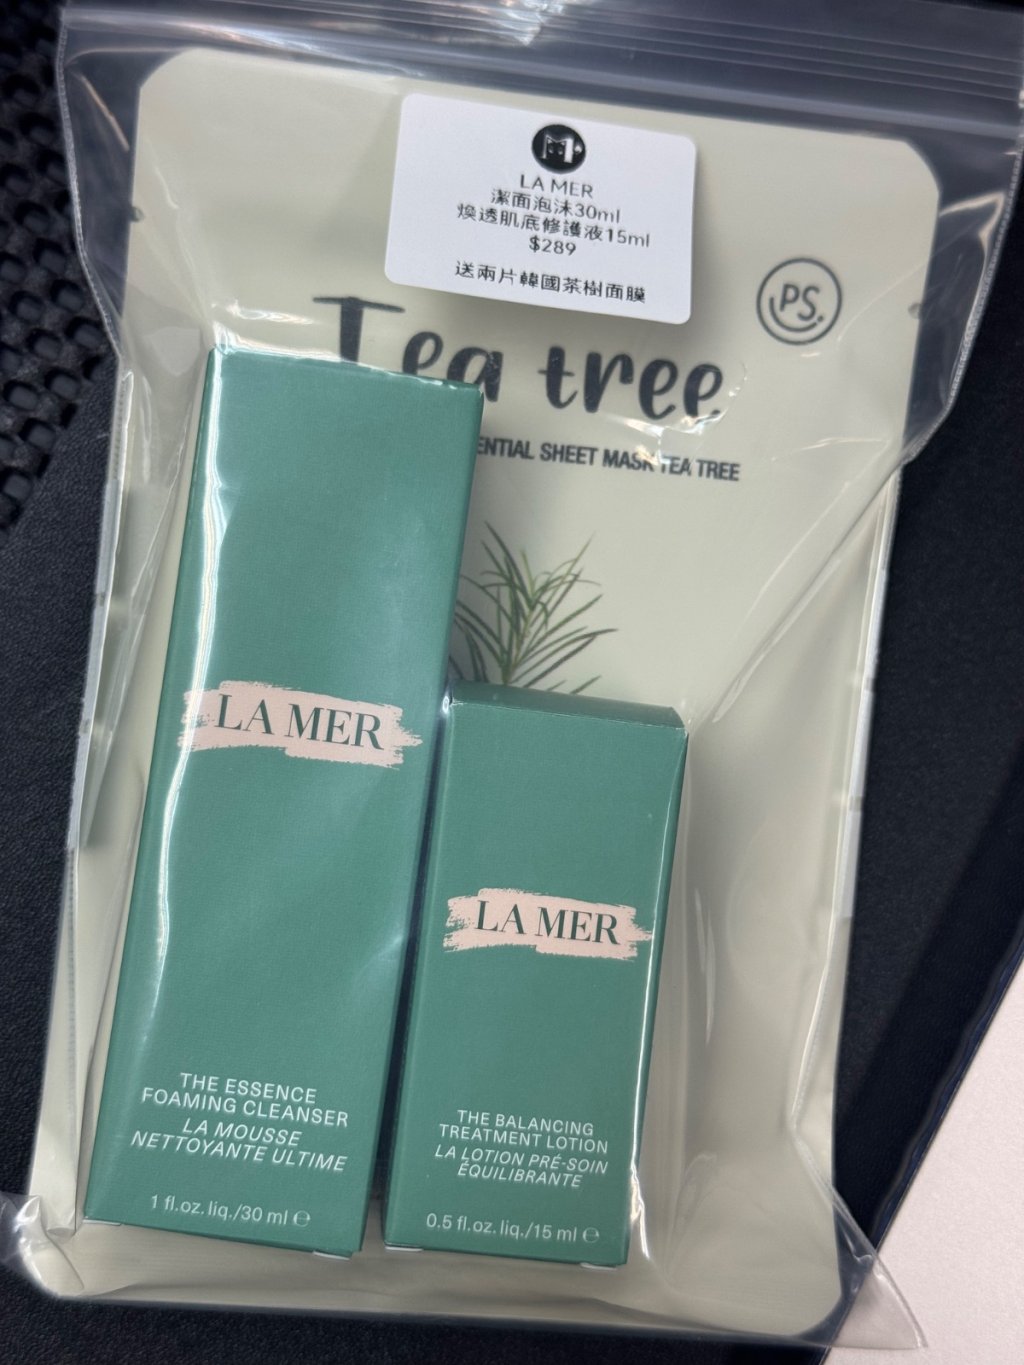 LA MER
潔面泡沫30ml
煥透肌底修護液15ml
$289
送兩片韓國茶樹面膜
PS.
Tea tree
ENTIAL SHEET MASK TEA TREE
LA MER
THE ESSENCE
FOAMING CLEANSER
LA MOUSSE
NETTOYANTE ULTIME
1 fl.oz. liq./30 ml ℮
LA MER
THE BALANCING
TREATMENT LOTION
LA LOTION PRÉ-SOIN
ÉQUILIBRANTE
0.5 fl.oz. liq./15 ml ℮